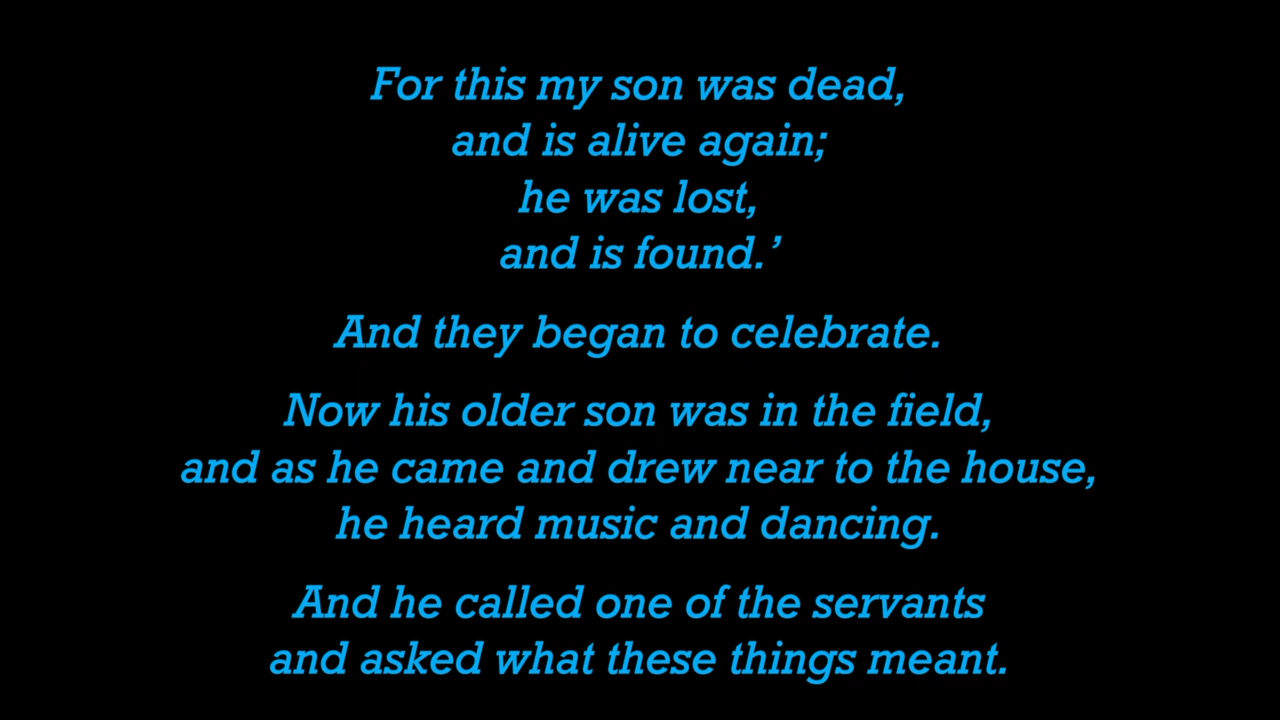 For this my son was dead,
and is alive again;
he was lost,
and is found.’
And they began to celebrate.
Now his older son was in the field,
and as he came and drew near to the house,
he heard music and dancing.
And he called one of the servants
and asked what these things meant.